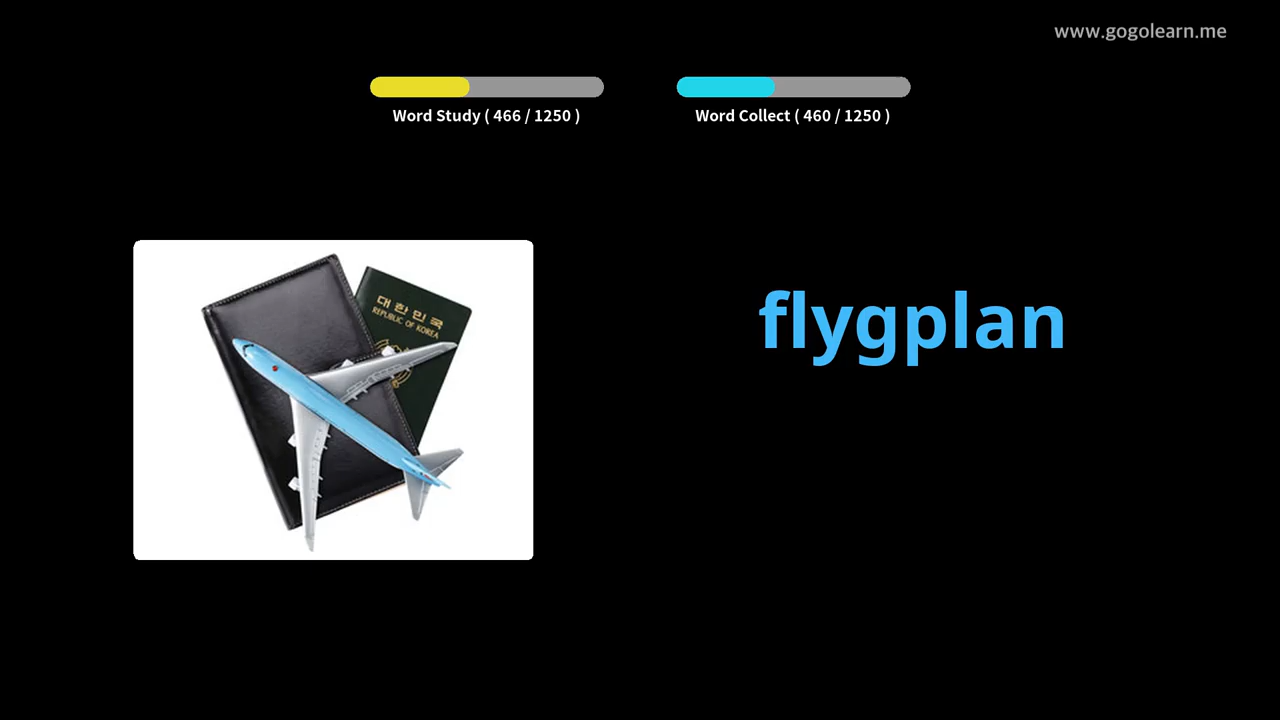 www.gogolearn.me
Word Study ( 466 / 1250 )
Word Collect ( 460 / 1250 )
대한민국
REPUBLIC OF KOREA
flygplan